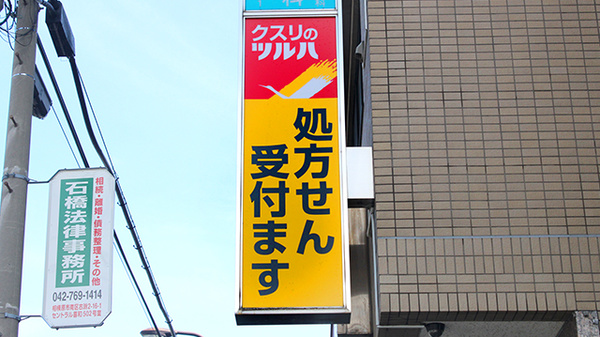 クスリの
ツルハ
処方せん
受付ます
相続・離婚・債務整理・その他
石橋法律事務所
042-769-1414